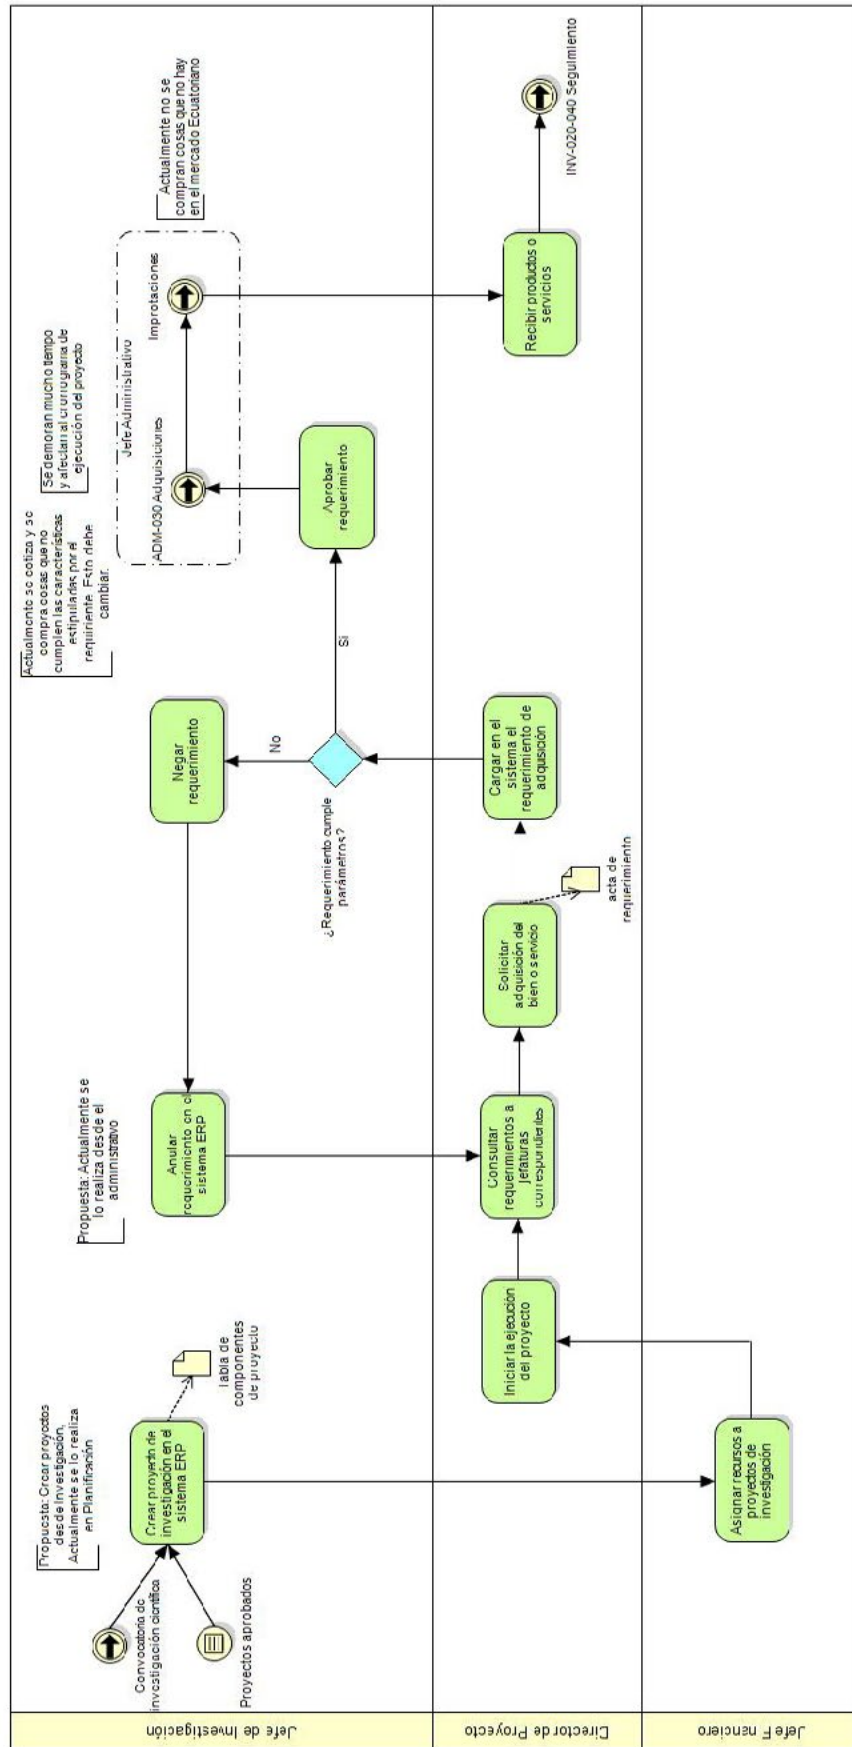 Jefe de Investigación
Director de Proyecto
Jefe Financiero
Convocatoria de
investigación científica
Proyectos aprobados
Propuesta: Crear proyectos
desde Investigación,
Actualmente se lo realiza
en Planificación
Crear proyecto de
investigación en el
sistema ERP
Tabla de
componentes
de proyecto
Asignar recursos a
proyectos de
investigación
Iniciar la ejecución
del proyecto
Propuesta: Actualmente se
lo realiza desde el
administrativo
Anular
requerimiento en el
sistema ERP
Consultar
requerimientos a
jefaturas
correspondientes
Solicitar
adquisición del
bien o servicio
acta de
requerimiento
Cargar en el
sistema el
requerimiento de
adquisición
¿Requerimiento cumple
parámetros?
No
Negar
requerimiento
Si
Aprobar
requerimiento
Actualmente se cotiza y se
compra cosas que no
cumplen las características
estipuladas por el
requiriente. Esto debe
cambiar.
Se demoran mucho tiempo
y afectan al cronograma de
ejecución del proyecto
Jefe Administrativo
ADM-030 Adquisiciones
Improtaciones
Actualmente no se
compran cosas que no hay
en el mercado Ecuatoriano
Recibir productos o
servicios
INV-020-040 Seguimiento